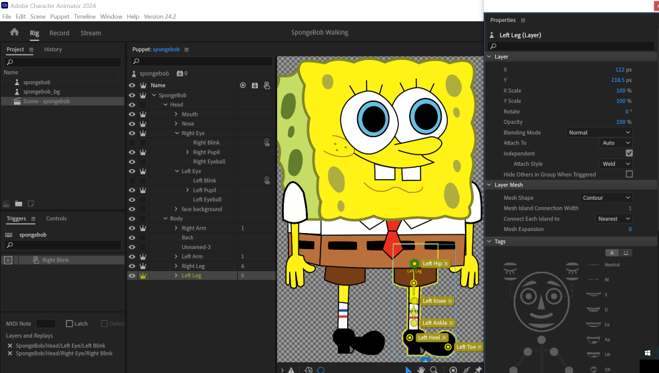 Adobe Character Animator 2024
File Edit Scene Puppet Timeline Window Help Version 24.2
Rig Record Stream
SpongeBob Walking
Project History
Name
spongebob
spongebob_bg
Scene - spongebob
Triggers Controls
spongebob
Right Blink
MIDI Note Latch
Layers and Replays
SpongeBob/Head/Left Eye/Left Blink
SpongeBob/Head/Right Eye/Right Blink
Puppet: spongebob
spongebob 9
Name
SpongeBob
Head
Mouth
Nose
Right Eye
Right Blink
Right Pupil
Right Eyeball
Left Eye
Left Blink
Left Pupil
Left Eyeball
face background
Body
Right Arm 1
Back
Unnamed-3
Left Arm 1
Right Leg 6
Left Leg 6
Left Hip
Left Leg
Left Knee
Left Ankle
Left Heel
Left Toe
Properties
Left Leg (Layer)
Layer
X 122 px
Y 218.5 px
X Scale 100 %
Y Scale 100 %
Rotate 0°
Opacity 100 %
Blending Mode Normal
Attach To Auto
Independent
Attach Style Weld
Hide Others in Group When Triggered
Layer Mesh
Mesh Shape Contour
Mesh Island Connection Width 1
Connect Each Island to Nearest
Mesh Expansion 0
Tags
A
Neutral
M
S
D
Ee
Aa
Uh